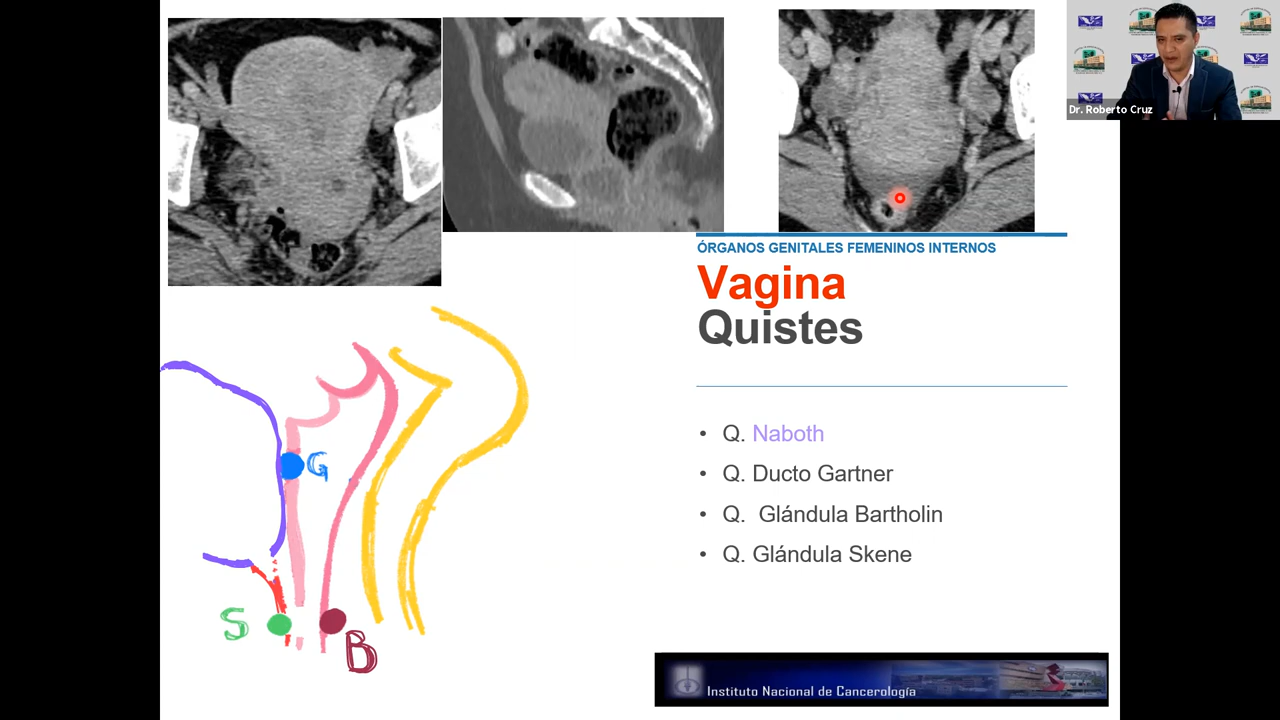 Dr. Roberto Cruz
ÓRGANOS GENITALES FEMENINOS INTERNOS
Vagina
Quistes
• Q. Naboth
• Q. Ducto Gartner
• Q. Glándula Bartholin
• Q. Glándula Skene
G
S
B
Instituto Nacional de Cancerología